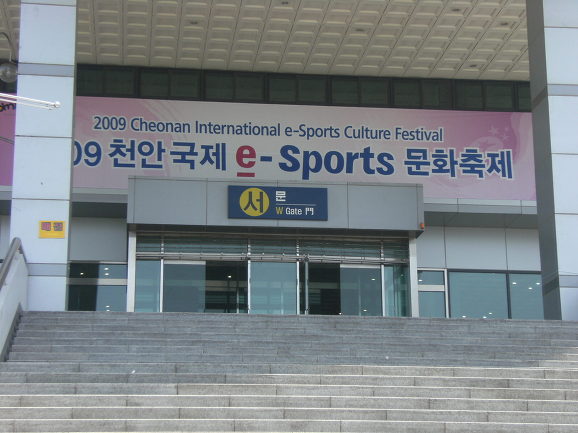 2009 Cheonan International e-Sports Culture Festival
09 천안국제 e-Sports 문화축제
서 문
W Gate 門